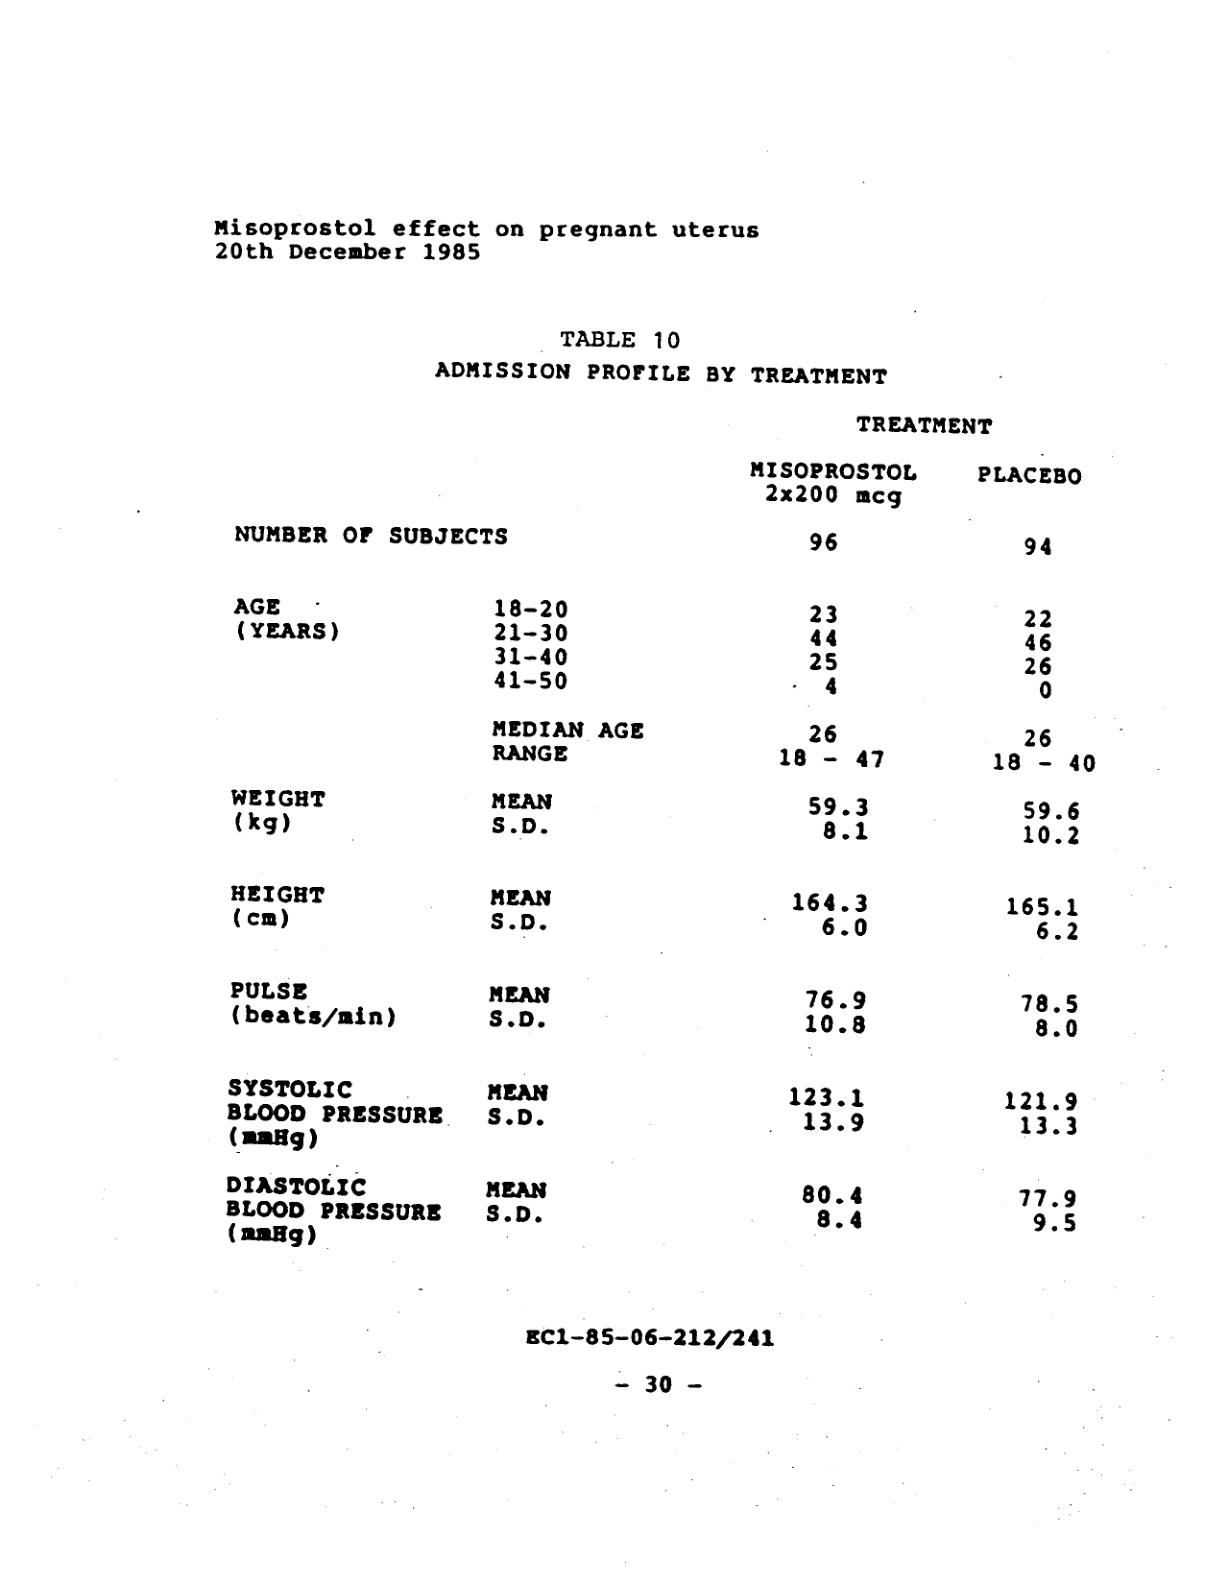 Misoprostol effect on pregnant uterus
20th December 1985
TABLE 10
ADMISSION PROFILE BY TREATMENT
TREATMENT
MISOPROSTOL PLACEBO
2x200 mcg
NUMBER OF SUBJECTS 96 94
AGE 18-20 23 22
(YEARS) 21-30 44 46
31-40 25 26
41-50 4 0
MEDIAN AGE 26 26
RANGE 18 - 47 18 - 40
WEIGHT MEAN 59.3 59.6
(kg) S.D. 8.1 10.2
HEIGHT MEAN 164.3 165.1
(cm) S.D. 6.0 6.2
PULSE MEAN 76.9 78.5
(beats/min) S.D. 10.8 8.0
SYSTOLIC MEAN 123.1 121.9
BLOOD PRESSURE S.D. 13.9 13.3
(mmHg)
DIASTOLIC MEAN 80.4 77.9
BLOOD PRESSURE S.D. 8.4 9.5
(mmHg)
EC1-85-06-212/241
- 30 -